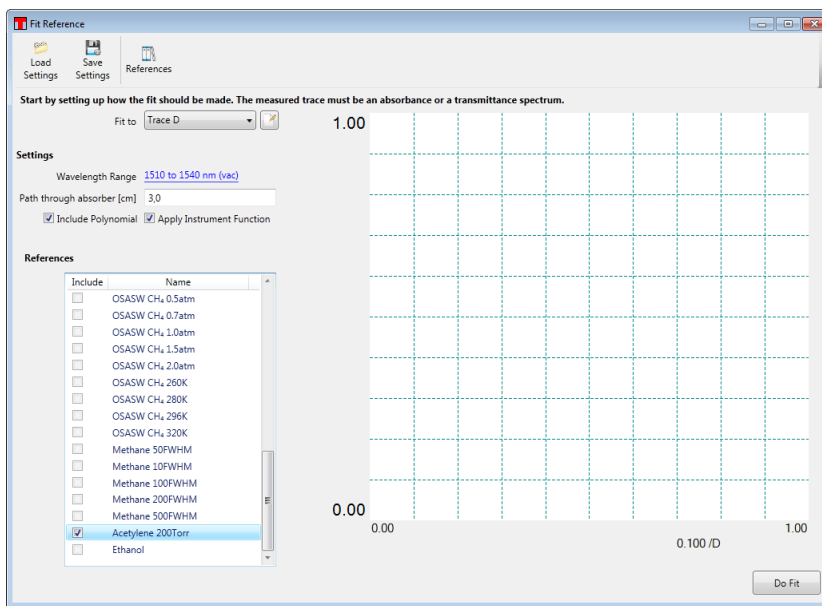 Fit Reference
Load Settings
Save Settings
References
Start by setting up how the fit should be made. The measured trace must be an absorbance or a transmittance spectrum.
Fit to Trace D
Settings
Wavelength Range 1510 to 1540 nm (vac)
Path through absorber [cm] 3,0
Include Polynomial Apply Instrument Function
References
Include Name
OSASW CH₄ 0.5atm
OSASW CH₄ 0.7atm
OSASW CH₄ 1.0atm
OSASW CH₄ 1.5atm
OSASW CH₄ 2.0atm
OSASW CH₄ 260K
OSASW CH₄ 280K
OSASW CH₄ 296K
OSASW CH₄ 320K
Methane 50FWHM
Methane 10FWHM
Methane 100FWHM
Methane 200FWHM
Methane 500FWHM
Acetylene 200Torr
Ethanol
1.00
0.00
0.00 1.00
0.100 /D
Do Fit